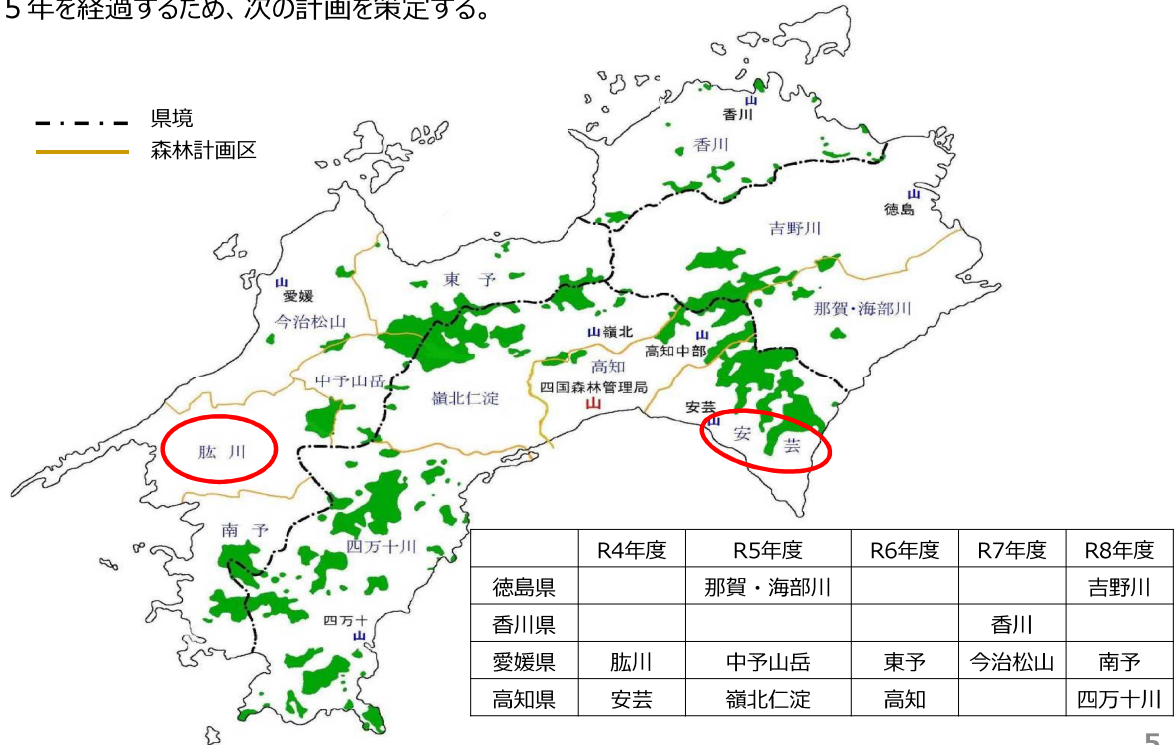 5年を経過するため、次の計画を策定する。
県境
森林計画区
香川
香川
徳島
吉野川
東 予
愛媛
今治松山
那賀・海部川
嶺北
高知中部
高知
中予山岳
嶺北仁淀
四国森林管理局
安芸
安 芸
肱 川
南 予
四万十川
四万十
R4年度 R5年度 R6年度 R7年度 R8年度
徳島県 那賀・海部川 吉野川
香川県 香川
愛媛県 肱川 中予山岳 東予 今治松山 南予
高知県 安芸 嶺北仁淀 高知 四万十川
5